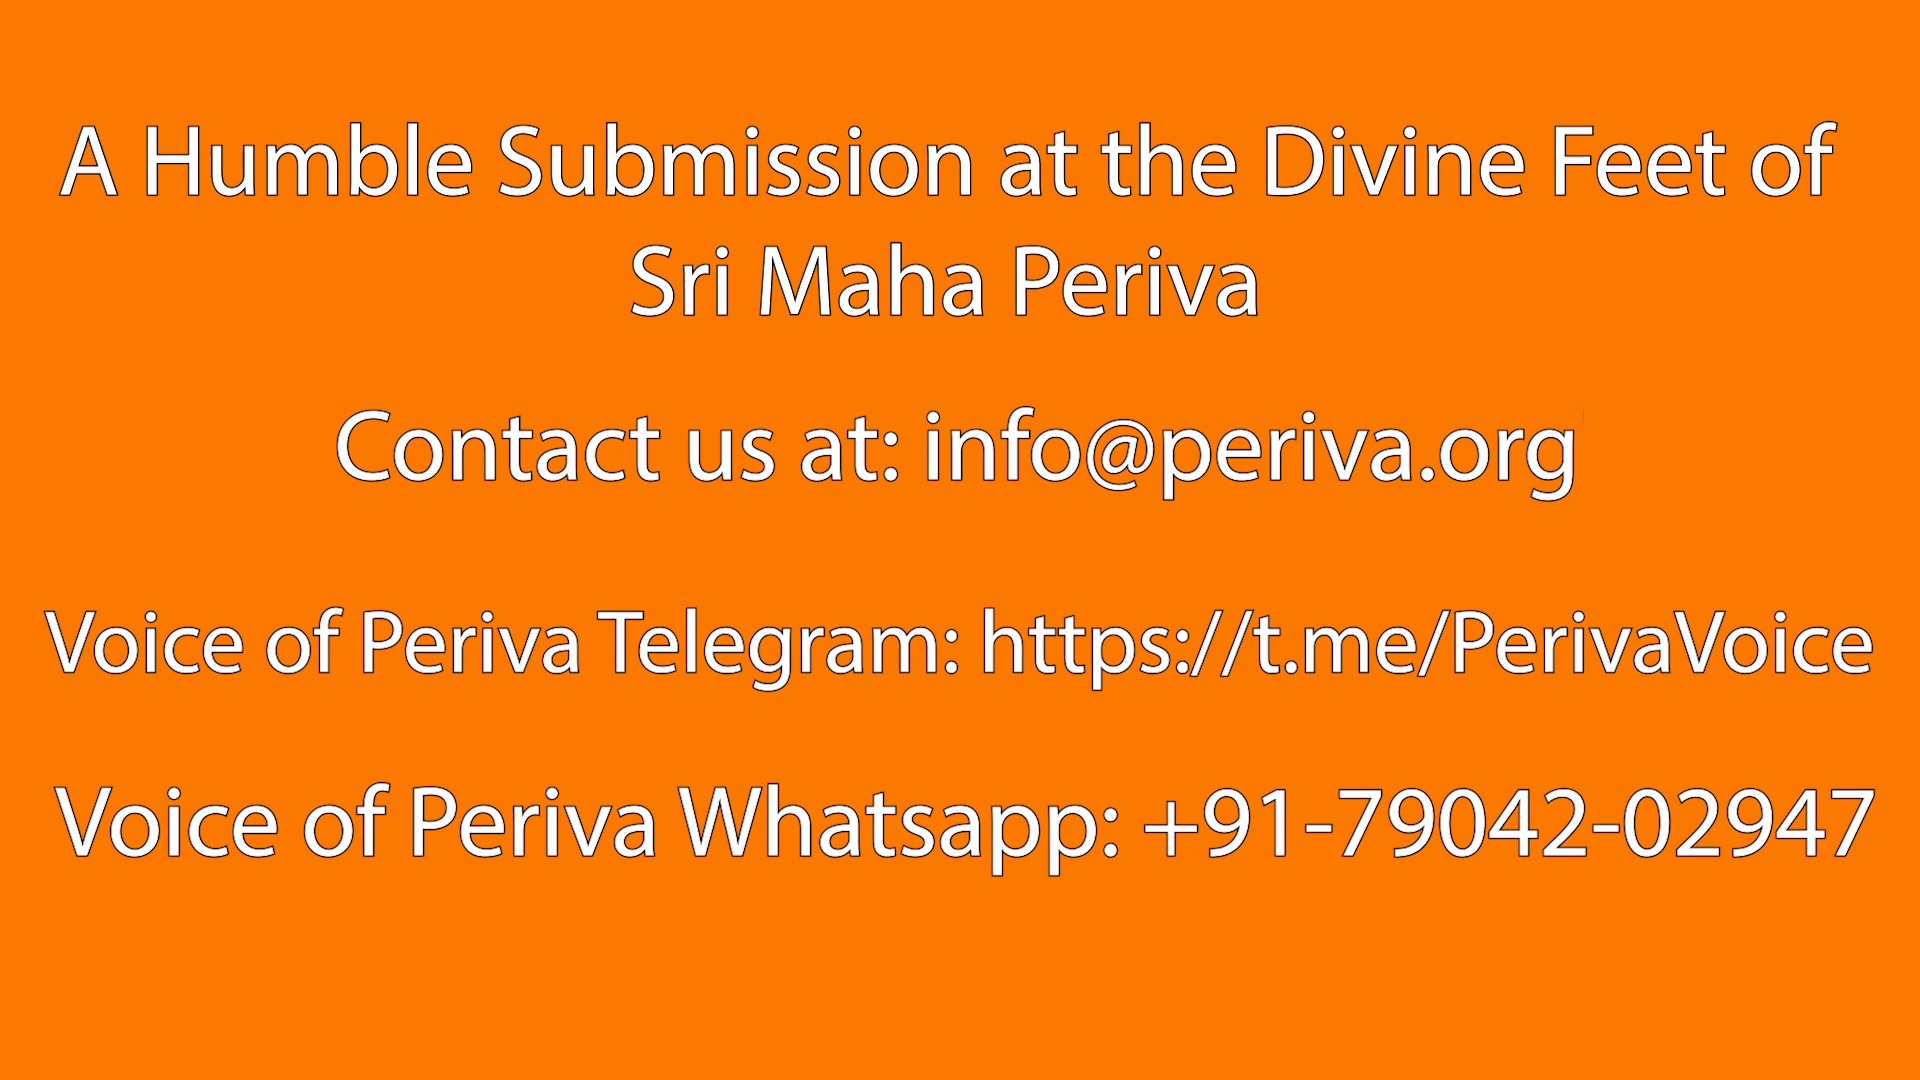 A Humble Submission at the Divine Feet of
Sri Maha Periva
Contact us at: info@periva.org
Voice of Periva Telegram: https://t.me/PerivaVoice
Voice of Periva Whatsapp: +91-79042-02947